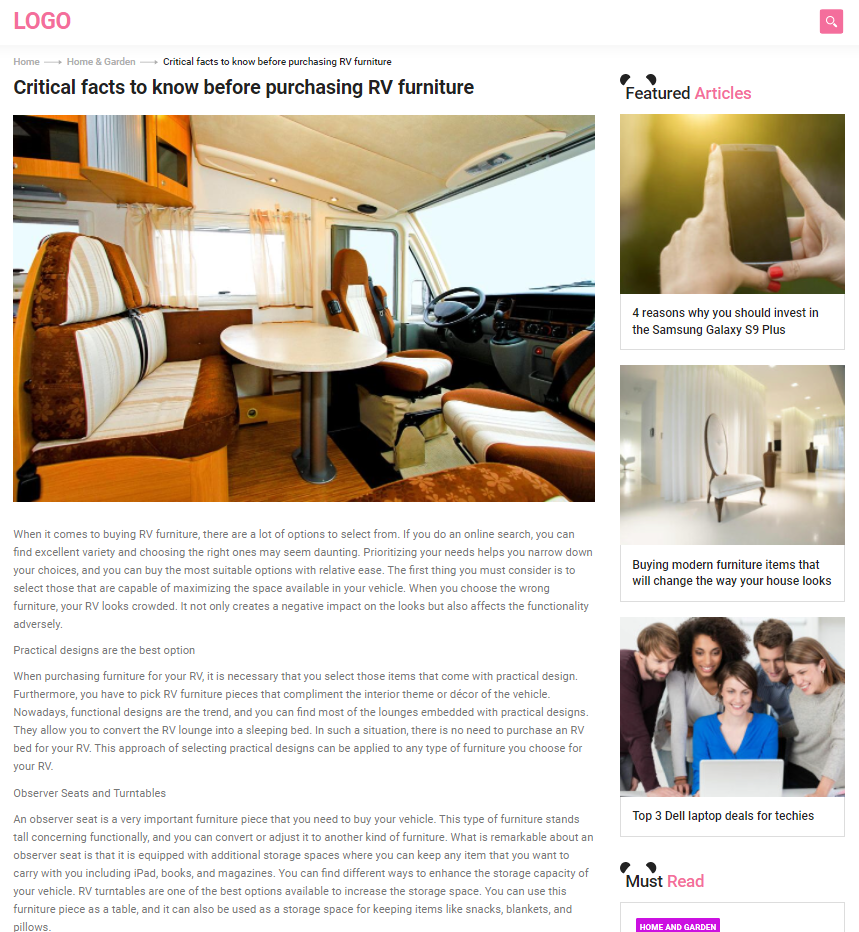 LOGO
Home → Home & Garden → Critical facts to know before purchasing RV furniture
Critical facts to know before purchasing RV furniture
When it comes to buying RV furniture, there are a lot of options to select from. If you do an online search, you can
find excellent variety and choosing the right ones may seem daunting. Prioritizing your needs helps you narrow down
your choices, and you can buy the most suitable options with relative ease. The first thing you must consider is to
select those that are capable of maximizing the space available in your vehicle. When you choose the wrong
furniture, your RV looks crowded. It not only creates a negative impact on the looks but also affects the functionality
adversely.
Practical designs are the best option
When purchasing furniture for your RV, it is necessary that you select those items that come with practical design.
Furthermore, you have to pick RV furniture pieces that compliment the interior theme or décor of the vehicle.
Nowadays, functional designs are the trend, and you can find most of the lounges embedded with practical designs.
They allow you to convert the RV lounge into a sleeping bed. In such a situation, there is no need to purchase an RV
bed for your RV. This approach of selecting practical designs can be applied to any type of furniture you choose for
your RV.
Observer Seats and Turntables
An observer seat is a very important furniture piece that you need to buy your vehicle. This type of furniture stands
tall concerning functionally, and you can convert or adjust it to another kind of furniture. What is remarkable about an
observer seat is that it is equipped with additional storage spaces where you can keep any item that you want to
carry with you including iPad, books, and magazines. You can find different ways to enhance the storage capacity of
your vehicle. RV turntables are one of the best options available to increase the storage space. You can use this
furniture piece as a table, and it can also be used as a storage space for keeping items like snacks, blankets, and
pillows.
Featured Articles
4 reasons why you should invest in
the Samsung Galaxy S9 Plus
Buying modern furniture items that
will change the way your house looks
Top 3 Dell laptop deals for techies
Must Read
HOME AND GARDEN